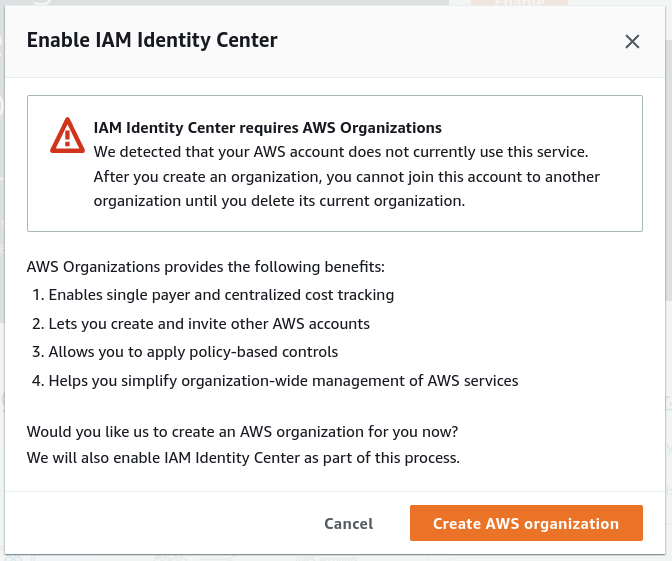 Enable
Enable IAM Identity Center
IAM Identity Center requires AWS Organizations
We detected that your AWS account does not currently use this service.
After you create an organization, you cannot join this account to another
organization until you delete its current organization.
AWS Organizations provides the following benefits:
1. Enables single payer and centralized cost tracking
2. Lets you create and invite other AWS accounts
3. Allows you to apply policy-based controls
4. Helps you simplify organization-wide management of AWS services
Would you like us to create an AWS organization for you now?
We will also enable IAM Identity Center as part of this process.
Cancel
Create AWS organization